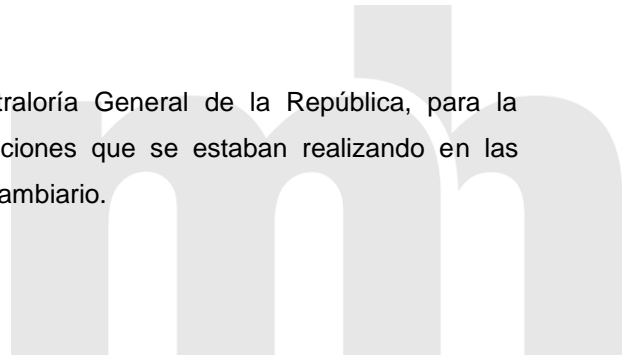 traloría General de la República, para la
ciones que se estaban realizando en las
ambiario.